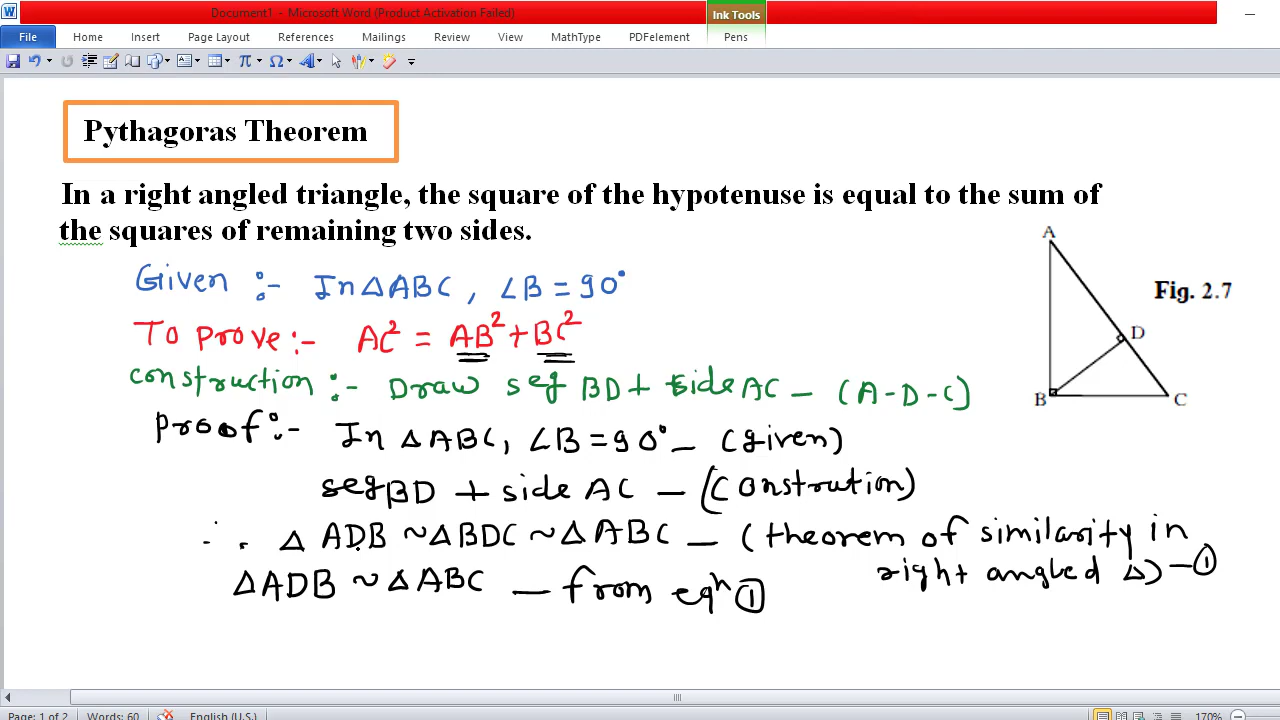 Document1 - Microsoft Word (Product Activation Failed)
Ink Tools
File Home Insert Page Layout References Mailings Review View MathType PDFelement Pens
Pythagoras Theorem
In a right angled triangle, the square of the hypotenuse is equal to the sum of
the squares of remaining two sides.
A
Given :- In △ABC, ∠B = 90°
Fig. 2.7
To prove :- AC² = AB² + BC²
D
Construction :- Draw seg BD ⊥ side AC - (A-D-C)
B C
Proof :- In △ABC, ∠B = 90° - (given)
seg BD ⊥ side AC - (Constrution)
∴ △ ADB ~ △BDC ~ △ABC - (theorem of similarity in
right angled △) - ①
△ADB ~ △ABC - from eqⁿ ①
Page: 1 of 2 Words: 60 English (U.S.) 170%